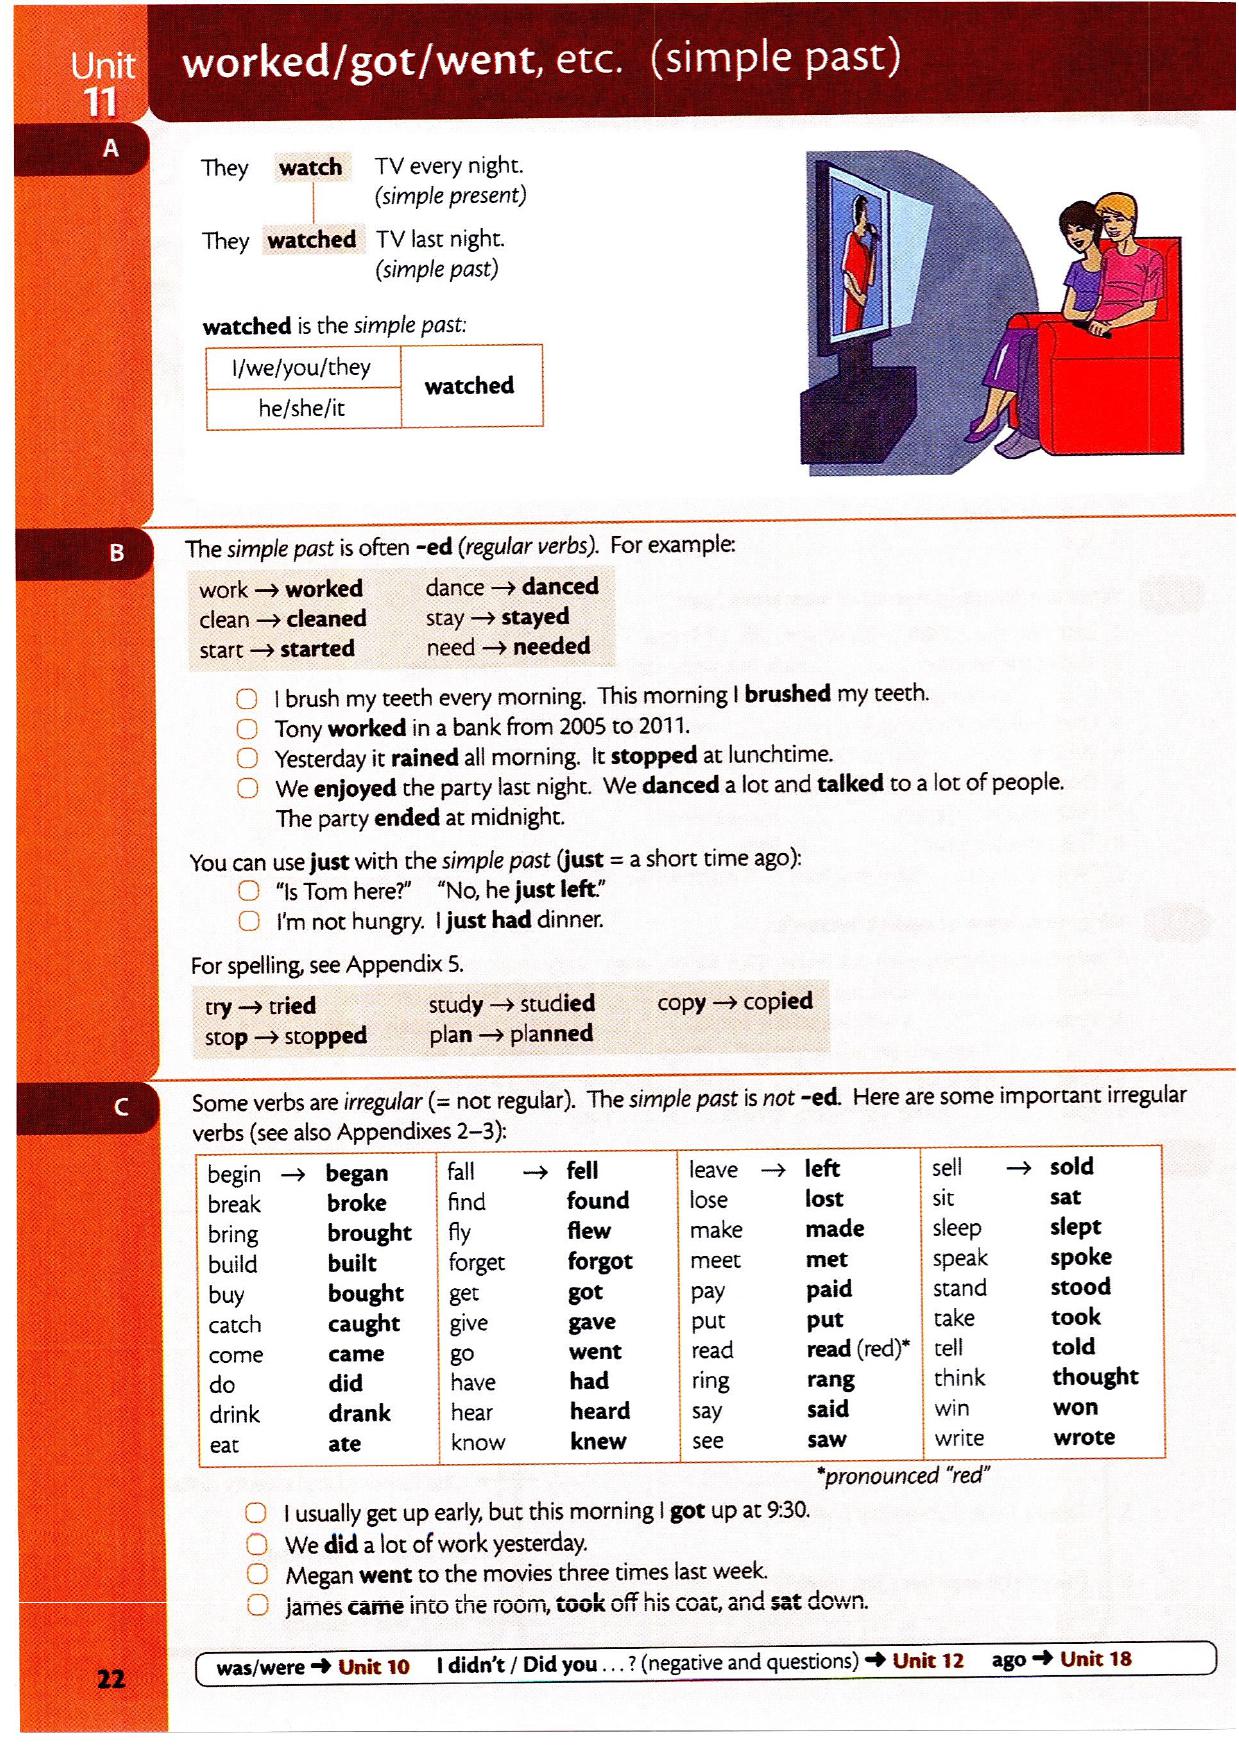 Unit 11
worked/got/went, etc. (simple past)
A
They watch TV every night.
(simple present)
They watched TV last night.
(simple past)
watched is the simple past:
I/we/you/they
he/she/it
watched
B
The simple past is often -ed (regular verbs). For example:
work → worked dance → danced
clean → cleaned stay → stayed
start → started need → needed
I brush my teeth every morning. This morning I brushed my teeth.
Tony worked in a bank from 2005 to 2011.
Yesterday it rained all morning. It stopped at lunchtime.
We enjoyed the party last night. We danced a lot and talked to a lot of people.
The party ended at midnight.
You can use just with the simple past (just = a short time ago):
"Is Tom here?" "No, he just left."
I'm not hungry. I just had dinner.
For spelling, see Appendix 5.
try → tried study → studied copy → copied
stop → stopped plan → planned
C
Some verbs are irregular (= not regular). The simple past is not -ed. Here are some important irregular
verbs (see also Appendixes 2–3):
begin → began fall → fell leave → left sell → sold
break broke find found lose lost sit sat
bring brought fly flew make made sleep slept
build built forget forgot meet met speak spoke
buy bought get got pay paid stand stood
catch caught give gave put put take took
come came go went read read (red)* tell told
do did have had ring rang think thought
drink drank hear heard say said win won
eat ate know knew see saw write wrote
*pronounced "red"
I usually get up early, but this morning I got up at 9:30.
We did a lot of work yesterday.
Megan went to the movies three times last week.
James came into the room, took off his coat, and sat down.
22
was/were → Unit 10 I didn't / Did you . . . ? (negative and questions) → Unit 12 ago → Unit 18